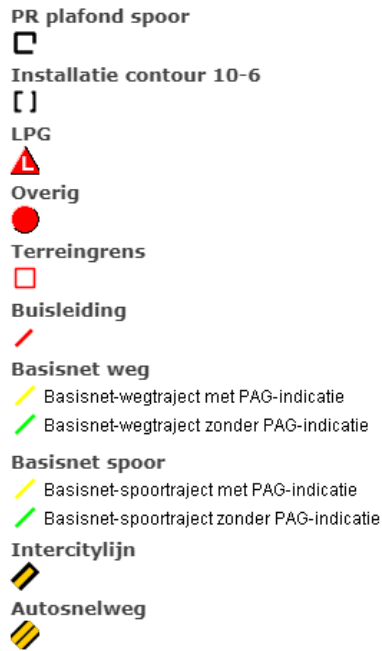 PR plafond spoor
Installatie contour 10-6
LPG
L
Overig
Terreingrens
Buisleiding
Basisnet weg
Basisnet-wegtraject met PAG-indicatie
Basisnet-wegtraject zonder PAG-indicatie
Basisnet spoor
Basisnet-spoortraject met PAG-indicatie
Basisnet-spoortraject zonder PAG-indicatie
Intercitylijn
Autosnelweg